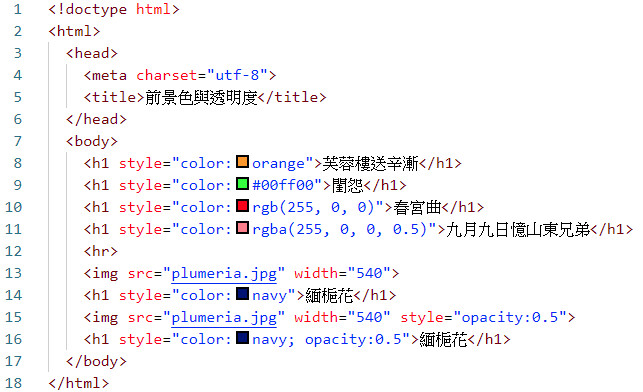 1 <!doctype html>
2 <html>
3 <head>
4 <meta charset="utf-8">
5 <title>前景色與透明度</title>
6 </head>
7 <body>
8 <h1 style="color:orange">芙蓉樓送辛漸</h1>
9 <h1 style="color:#00ff00">閨怨</h1>
10 <h1 style="color:rgb(255, 0, 0)">春宮曲</h1>
11 <h1 style="color:rgba(255, 0, 0, 0.5)">九月九日憶山東兄弟</h1>
12 <hr>
13 <img src="plumeria.jpg" width="540">
14 <h1 style="color:navy">緬梔花</h1>
15 <img src="plumeria.jpg" width="540" style="opacity:0.5">
16 <h1 style="color:navy; opacity:0.5">緬梔花</h1>
17 </body>
18 </html>